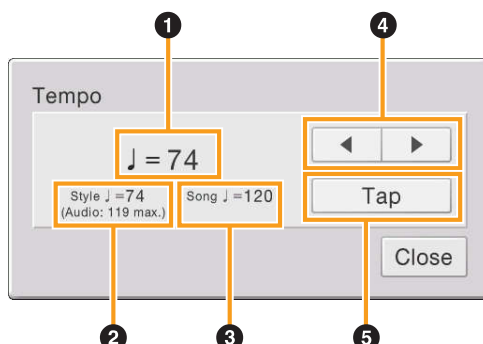 1
4
Tempo
♩=74
◀ ▶
Style ♩=74
(Audio: 119 max.)
Song ♩=120
Tap
Close
2
3
5